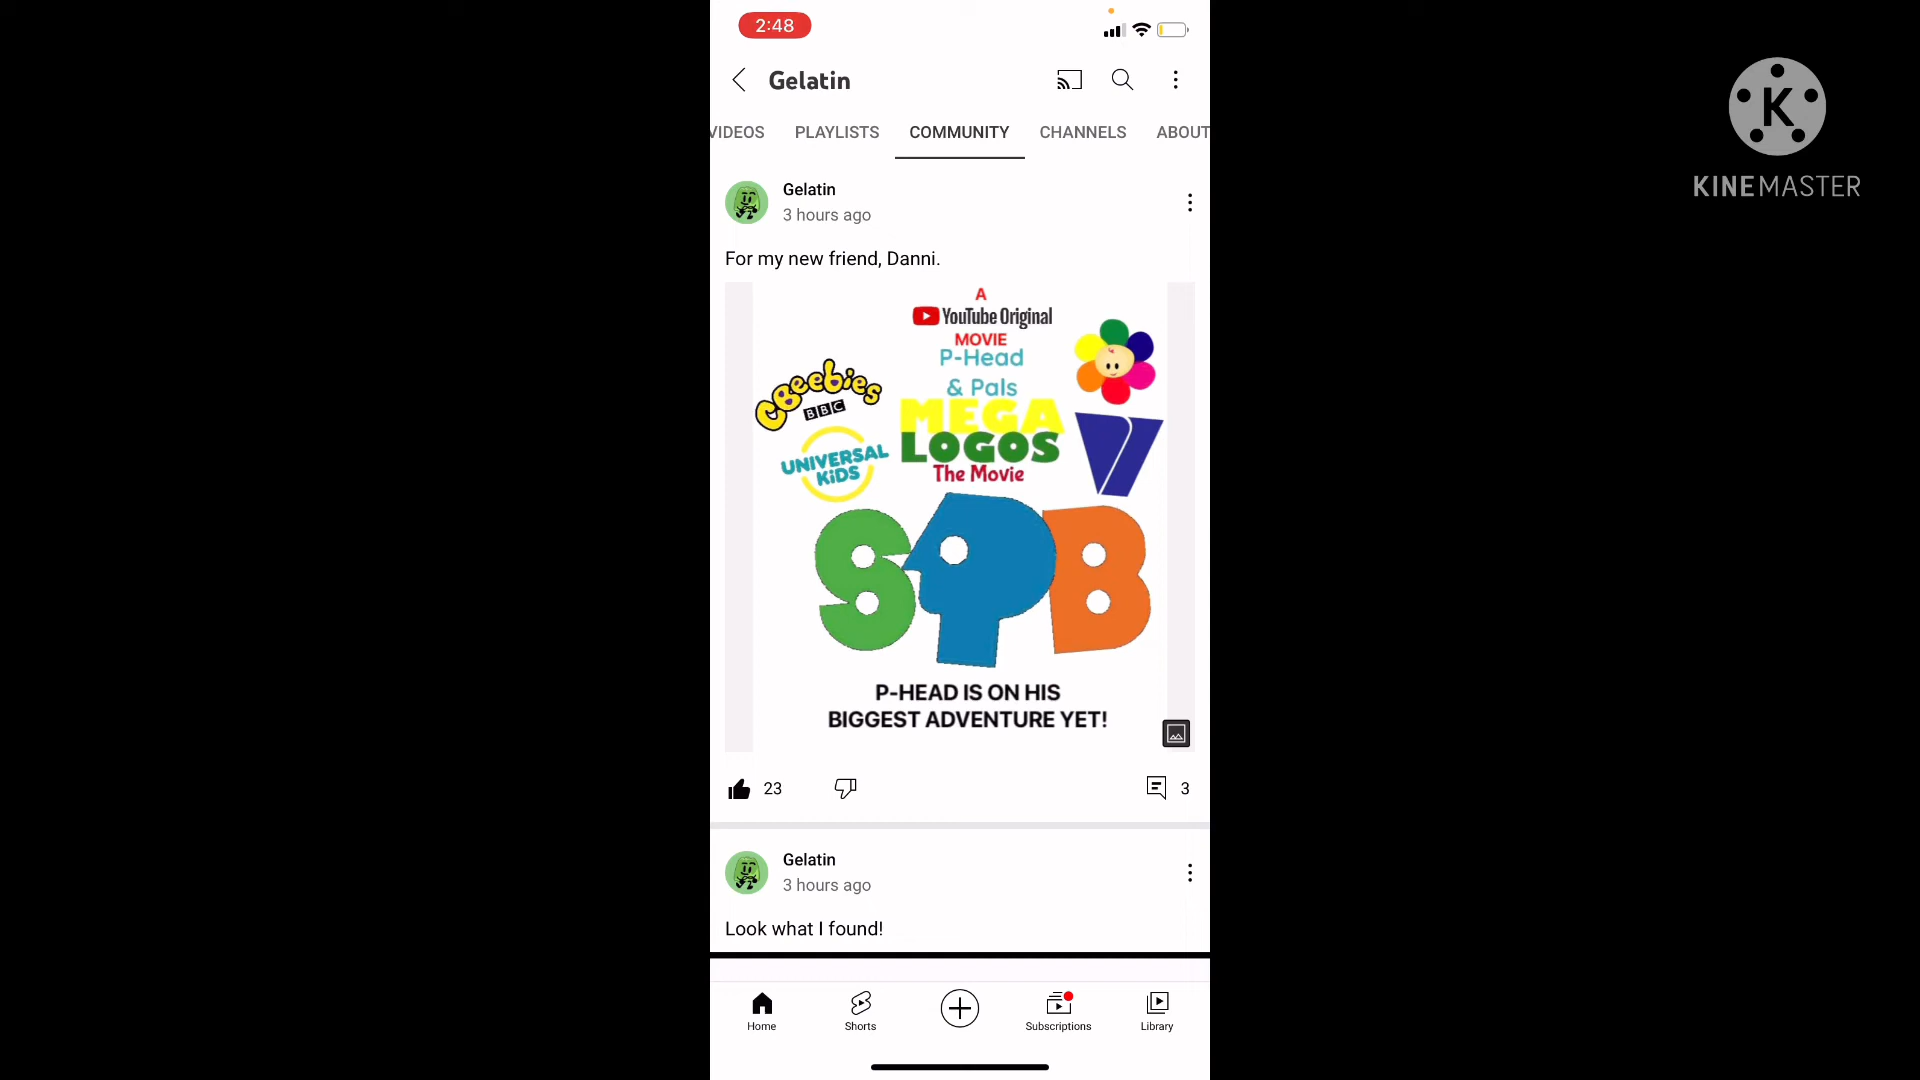 2:48
Gelatin
VIDEOS PLAYLISTS COMMUNITY CHANNELS ABOUT
Gelatin
3 hours ago
For my new friend, Danni.
A
YouTube Original
MOVIE
P-Head
& Pals
MEGA
LOGOS
The Movie
CBeebies
BBC
UNIVERSAL
KiDS
V
SPB
P-HEAD IS ON HIS
BIGGEST ADVENTURE YET!
23
3
Gelatin
3 hours ago
Look what I found!
Home Shorts Subscriptions Library
K
KINEMASTER